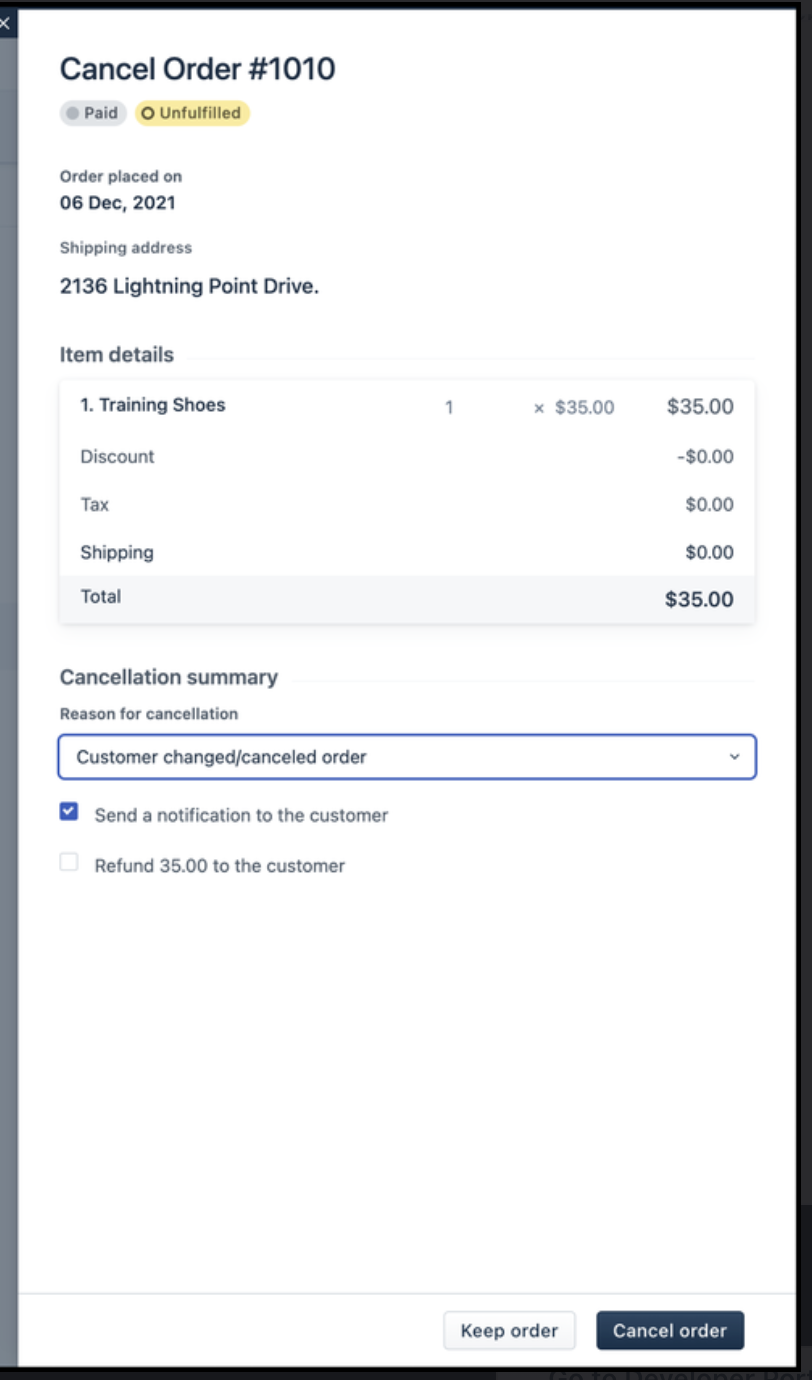 Cancel Order #1010
Paid Unfulfilled
Order placed on
06 Dec, 2021
Shipping address
2136 Lightning Point Drive.
Item details
1. Training Shoes 1 × $35.00 $35.00
Discount -$0.00
Tax $0.00
Shipping $0.00
Total $35.00
Cancellation summary
Reason for cancellation
Customer changed/canceled order
Send a notification to the customer
Refund 35.00 to the customer
Keep order Cancel order
Go to Developer